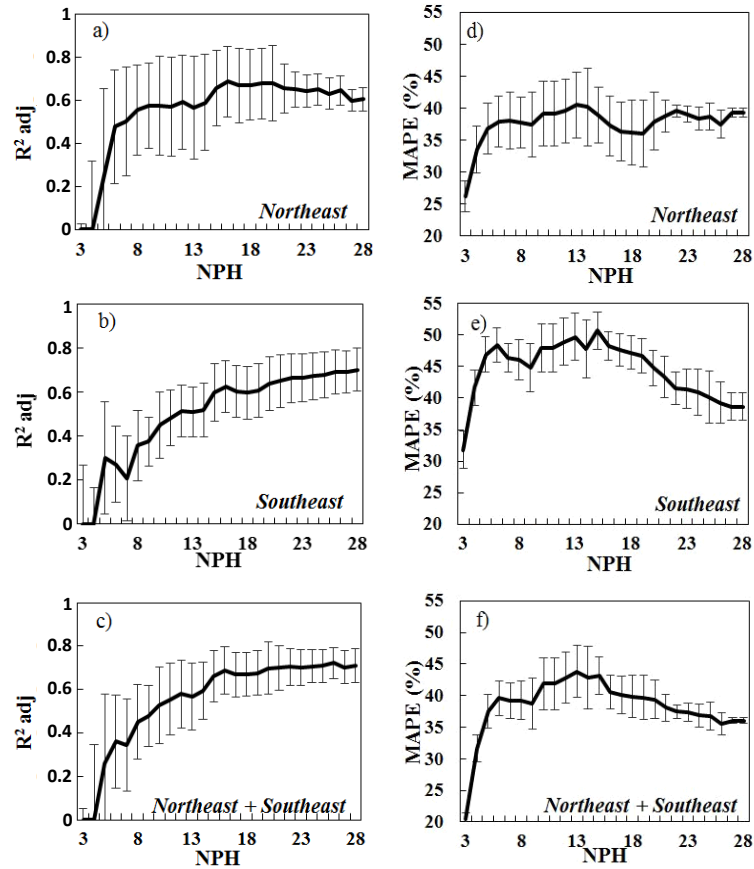 a)
R² adj
1
0.8
0.6
0.4
0.2
0
Northeast
3 8 13 18 23 28
NPH
d)
MAPE (%)
55
50
45
40
35
30
25
20
Northeast
3 8 13 18 23 28
NPH
b)
R² adj
1
0.8
0.6
0.4
0.2
0
Southeast
3 8 13 18 23 28
NPH
e)
MAPE (%)
55
50
45
40
35
30
25
20
Southeast
3 8 13 18 23 28
NPH
c)
R² adj
1
0.8
0.6
0.4
0.2
0
Northeast + Southeast
3 8 13 18 23 28
NPH
f)
MAPE (%)
55
50
45
40
35
30
25
20
Northeast + Southeast
3 8 13 18 23 28
NPH